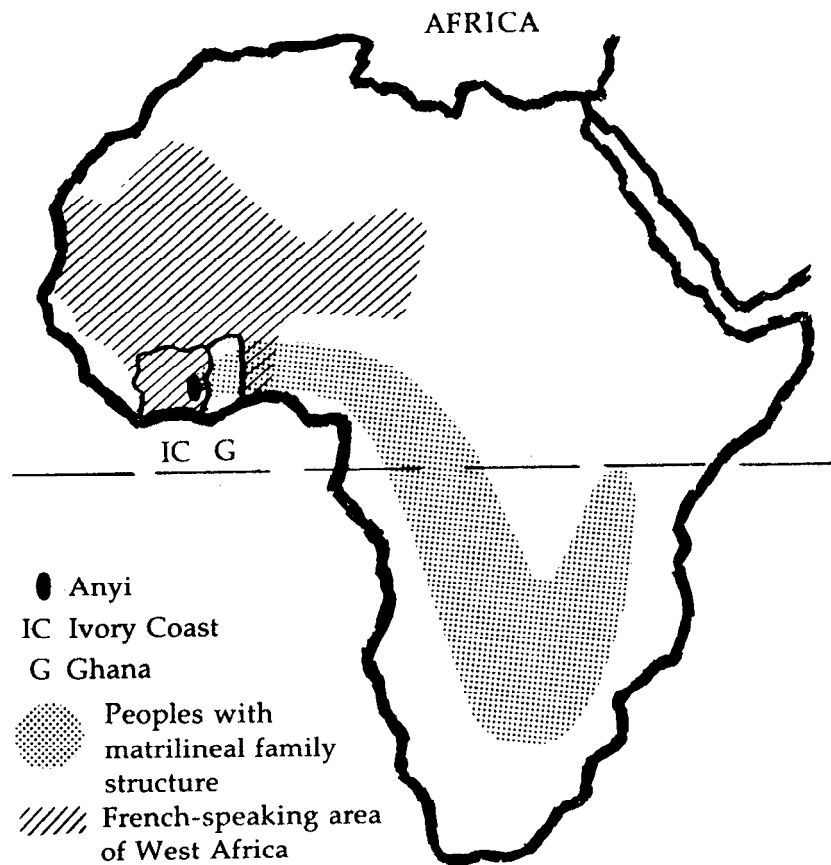 AFRICA
IC G
Anyi
IC Ivory Coast
G Ghana
Peoples with
matrilineal family
structure
French-speaking area
of West Africa